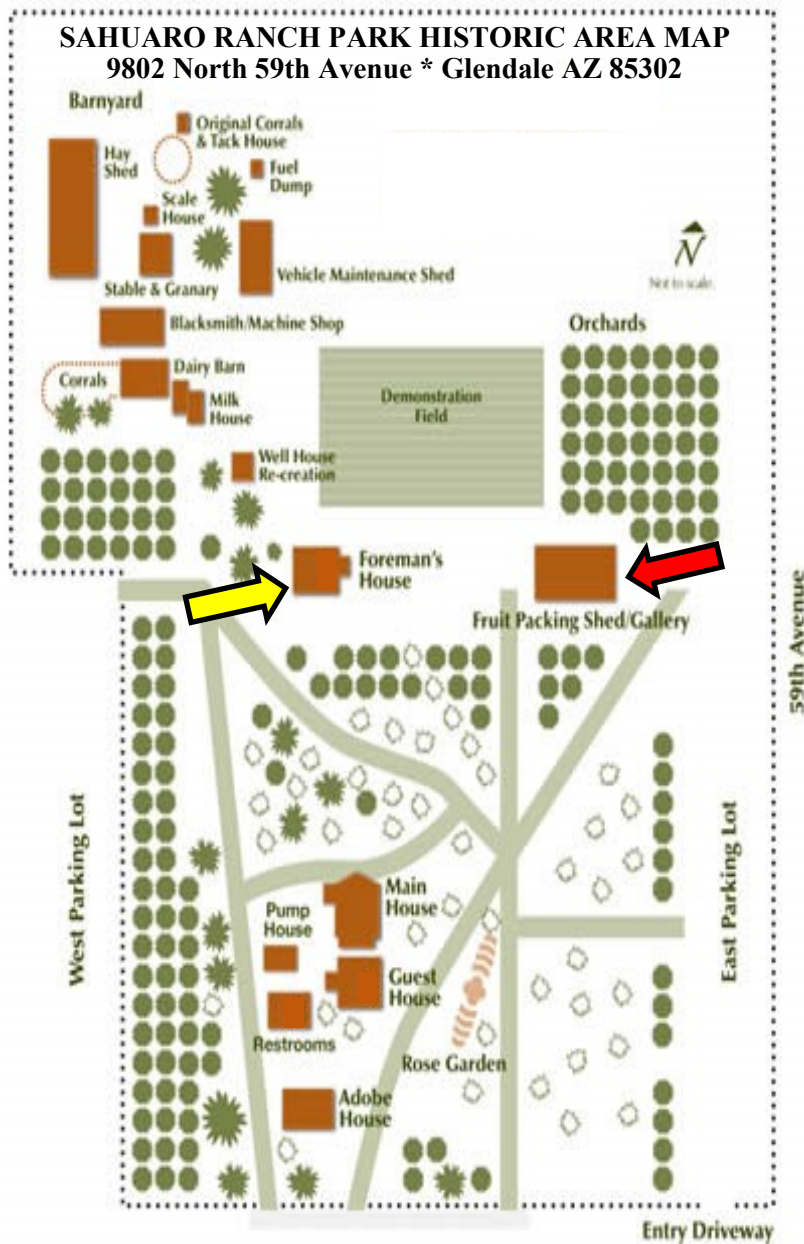 SAHUARO RANCH PARK HISTORIC AREA MAP
9802 North 59th Avenue * Glendale AZ 85302
Barnyard
Original Corrals
& Tack House
Hay
Shed
Fuel
Dump
Scale
House
Vehicle Maintenance Shed
Stable & Granary
N
Not to scale.
Blacksmith/Machine Shop
Orchards
Dairy Barn
Corrals
Milk
House
Demonstration
Field
Well House
Re-creation
Foreman's
House
Fruit Packing Shed/Gallery
59th Avenue
West Parking Lot
East Parking Lot
Main
House
Pump
House
Guest
House
Restrooms
Rose Garden
Adobe
House
Entry Driveway